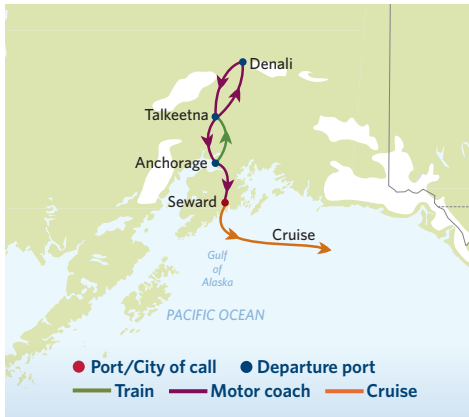 Denali
Talkeetna
Anchorage
Seward
Cruise
Gulf
of
Alaska
PACIFIC OCEAN
Port/City of call Departure port
Train Motor coach Cruise